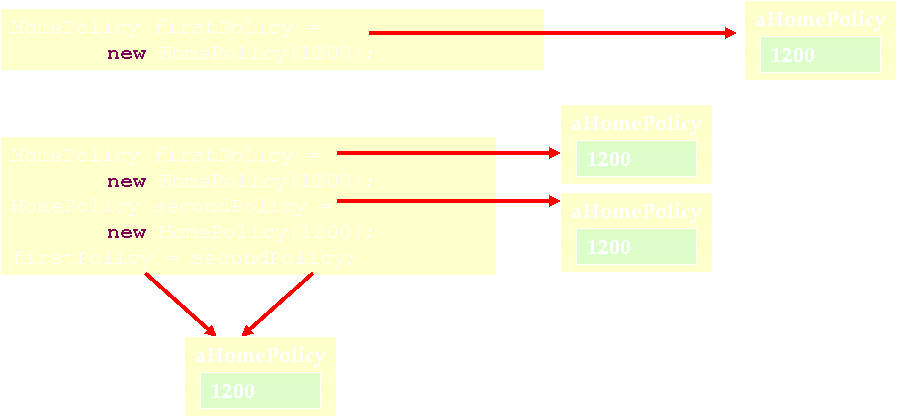 HomePolicy firstPolicy =
new HomePolicy(1200);
aHomePolicy
1200
HomePolicy firstPolicy =
new HomePolicy(1200);
HomePolicy secondPolicy =
new HomePolicy(1200);
firstPolicy = secondPolicy;
aHomePolicy
1200
aHomePolicy
1200
aHomePolicy
1200